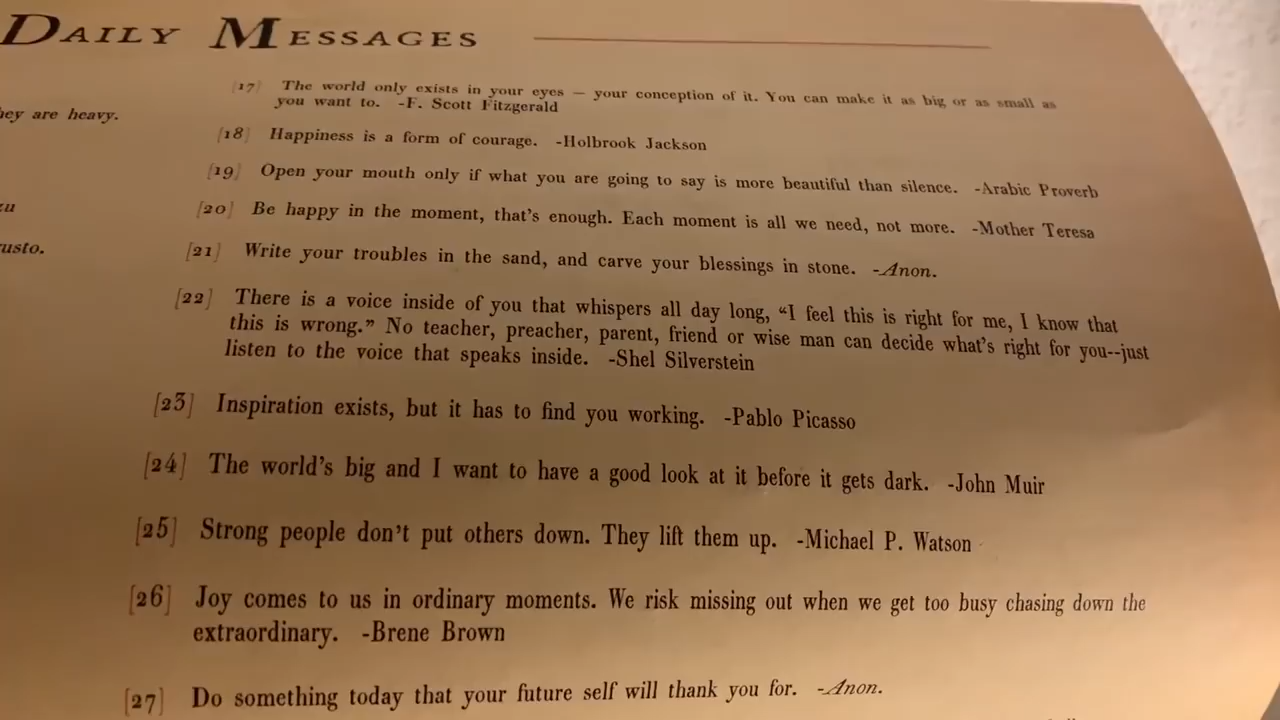 DAILY MESSAGES
hey are heavy.
usto.
[17] The world only exists in your eyes — your conception of it. You can make it as big or as small as
you want to. -F. Scott Fitzgerald
[18] Happiness is a form of courage. -Holbrook Jackson
[19] Open your mouth only if what you are going to say is more beautiful than silence. -Arabic Proverb
[20] Be happy in the moment, that's enough. Each moment is all we need, not more. -Mother Teresa
[21] Write your troubles in the sand, and carve your blessings in stone. -Anon.
[22] There is a voice inside of you that whispers all day long, “I feel this is right for me, I know that
this is wrong.” No teacher, preacher, parent, friend or wise man can decide what's right for you--just
listen to the voice that speaks inside. -Shel Silverstein
[23] Inspiration exists, but it has to find you working. -Pablo Picasso
[24] The world's big and I want to have a good look at it before it gets dark. -John Muir
[25] Strong people don't put others down. They lift them up. -Michael P. Watson
[26] Joy comes to us in ordinary moments. We risk missing out when we get too busy chasing down the
extraordinary. -Brene Brown
[27] Do something today that your future self will thank you for. -Anon.